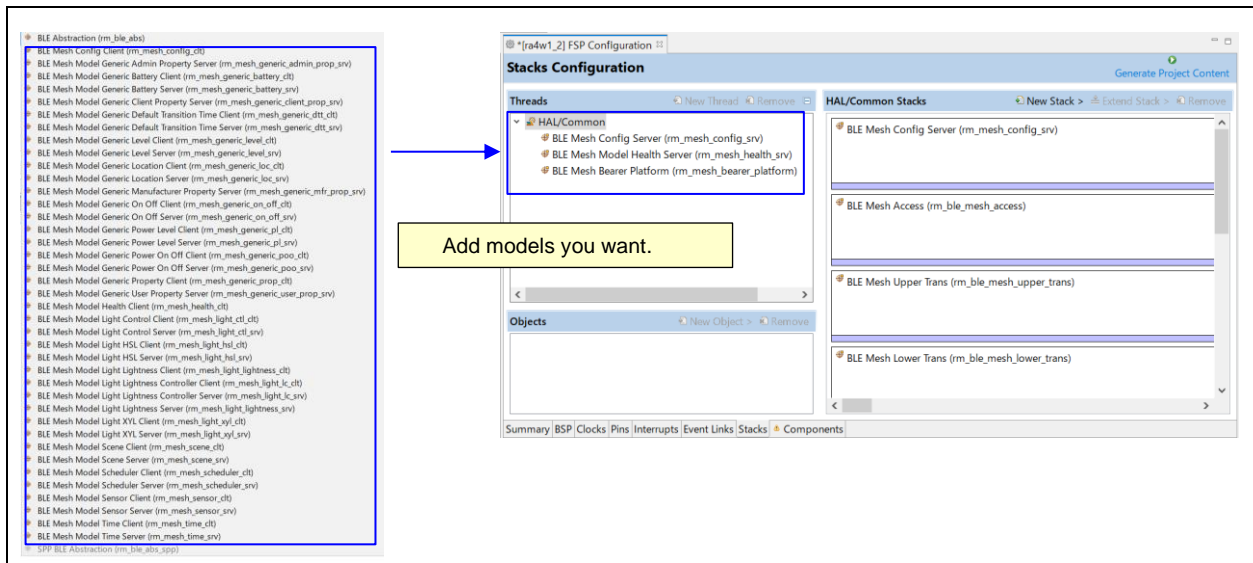 BLE Abstraction (rm_ble_abs)
BLE Mesh Config Client (rm_mesh_config_clt)
BLE Mesh Model Generic Admin Property Server (rm_mesh_generic_admin_prop_srv)
BLE Mesh Model Generic Battery Client (rm_mesh_generic_battery_clt)
BLE Mesh Model Generic Battery Server (rm_mesh_generic_battery_srv)
BLE Mesh Model Generic Client Property Server (rm_mesh_generic_client_prop_srv)
BLE Mesh Model Generic Default Transition Time Client (rm_mesh_generic_dtt_clt)
BLE Mesh Model Generic Default Transition Time Server (rm_mesh_generic_dtt_srv)
BLE Mesh Model Generic Level Client (rm_mesh_generic_level_clt)
BLE Mesh Model Generic Level Server (rm_mesh_generic_level_srv)
BLE Mesh Model Generic Location Client (rm_mesh_generic_loc_clt)
BLE Mesh Model Generic Location Server (rm_mesh_generic_loc_srv)
BLE Mesh Model Generic Manufacturer Property Server (rm_mesh_generic_mfr_prop_srv)
BLE Mesh Model Generic On Off Client (rm_mesh_generic_on_off_clt)
BLE Mesh Model Generic On Off Server (rm_mesh_generic_on_off_srv)
BLE Mesh Model Generic Power Level Client (rm_mesh_generic_pl_clt)
BLE Mesh Model Generic Power Level Server (rm_mesh_generic_pl_srv)
BLE Mesh Model Generic Power On Off Client (rm_mesh_generic_poo_clt)
BLE Mesh Model Generic Power On Off Server (rm_mesh_generic_poo_srv)
BLE Mesh Model Generic Property Client (rm_mesh_generic_prop_clt)
BLE Mesh Model Generic User Property Server (rm_mesh_generic_user_prop_srv)
BLE Mesh Model Health Client (rm_mesh_health_clt)
BLE Mesh Model Light Control Client (rm_mesh_light_ctl_clt)
BLE Mesh Model Light Control Server (rm_mesh_light_ctl_srv)
BLE Mesh Model Light HSL Client (rm_mesh_light_hsl_clt)
BLE Mesh Model Light HSL Server (rm_mesh_light_hsl_srv)
BLE Mesh Model Light Lightness Client (rm_mesh_light_lightness_clt)
BLE Mesh Model Light Lightness Controller Client (rm_mesh_light_lc_clt)
BLE Mesh Model Light Lightness Controller Server (rm_mesh_light_lc_srv)
BLE Mesh Model Light Lightness Server (rm_mesh_light_lightness_srv)
BLE Mesh Model Light XYL Client (rm_mesh_light_xyl_clt)
BLE Mesh Model Light XYL Server (rm_mesh_light_xyl_srv)
BLE Mesh Model Scene Client (rm_mesh_scene_clt)
BLE Mesh Model Scene Server (rm_mesh_scene_srv)
BLE Mesh Model Scheduler Client (rm_mesh_scheduler_clt)
BLE Mesh Model Scheduler Server (rm_mesh_scheduler_srv)
BLE Mesh Model Sensor Client (rm_mesh_sensor_clt)
BLE Mesh Model Sensor Server (rm_mesh_sensor_srv)
BLE Mesh Model Time Client (rm_mesh_time_clt)
BLE Mesh Model Time Server (rm_mesh_time_srv)
SPP BLE Abstraction (rm_ble_abs_spp)
Add models you want.
*[ra4w1_2] FSP Configuration
Stacks Configuration
Generate Project Content
Threads New Thread Remove
HAL/Common
BLE Mesh Config Server (rm_mesh_config_srv)
BLE Mesh Model Health Server (rm_mesh_health_srv)
BLE Mesh Bearer Platform (rm_mesh_bearer_platform)
Objects New Object > Remove
HAL/Common Stacks New Stack > Extend Stack > Remove
BLE Mesh Config Server (rm_mesh_config_srv)
BLE Mesh Access (rm_ble_mesh_access)
BLE Mesh Upper Trans (rm_ble_mesh_upper_trans)
BLE Mesh Lower Trans (rm_ble_mesh_lower_trans)
Summary BSP Clocks Pins Interrupts Event Links Stacks Components